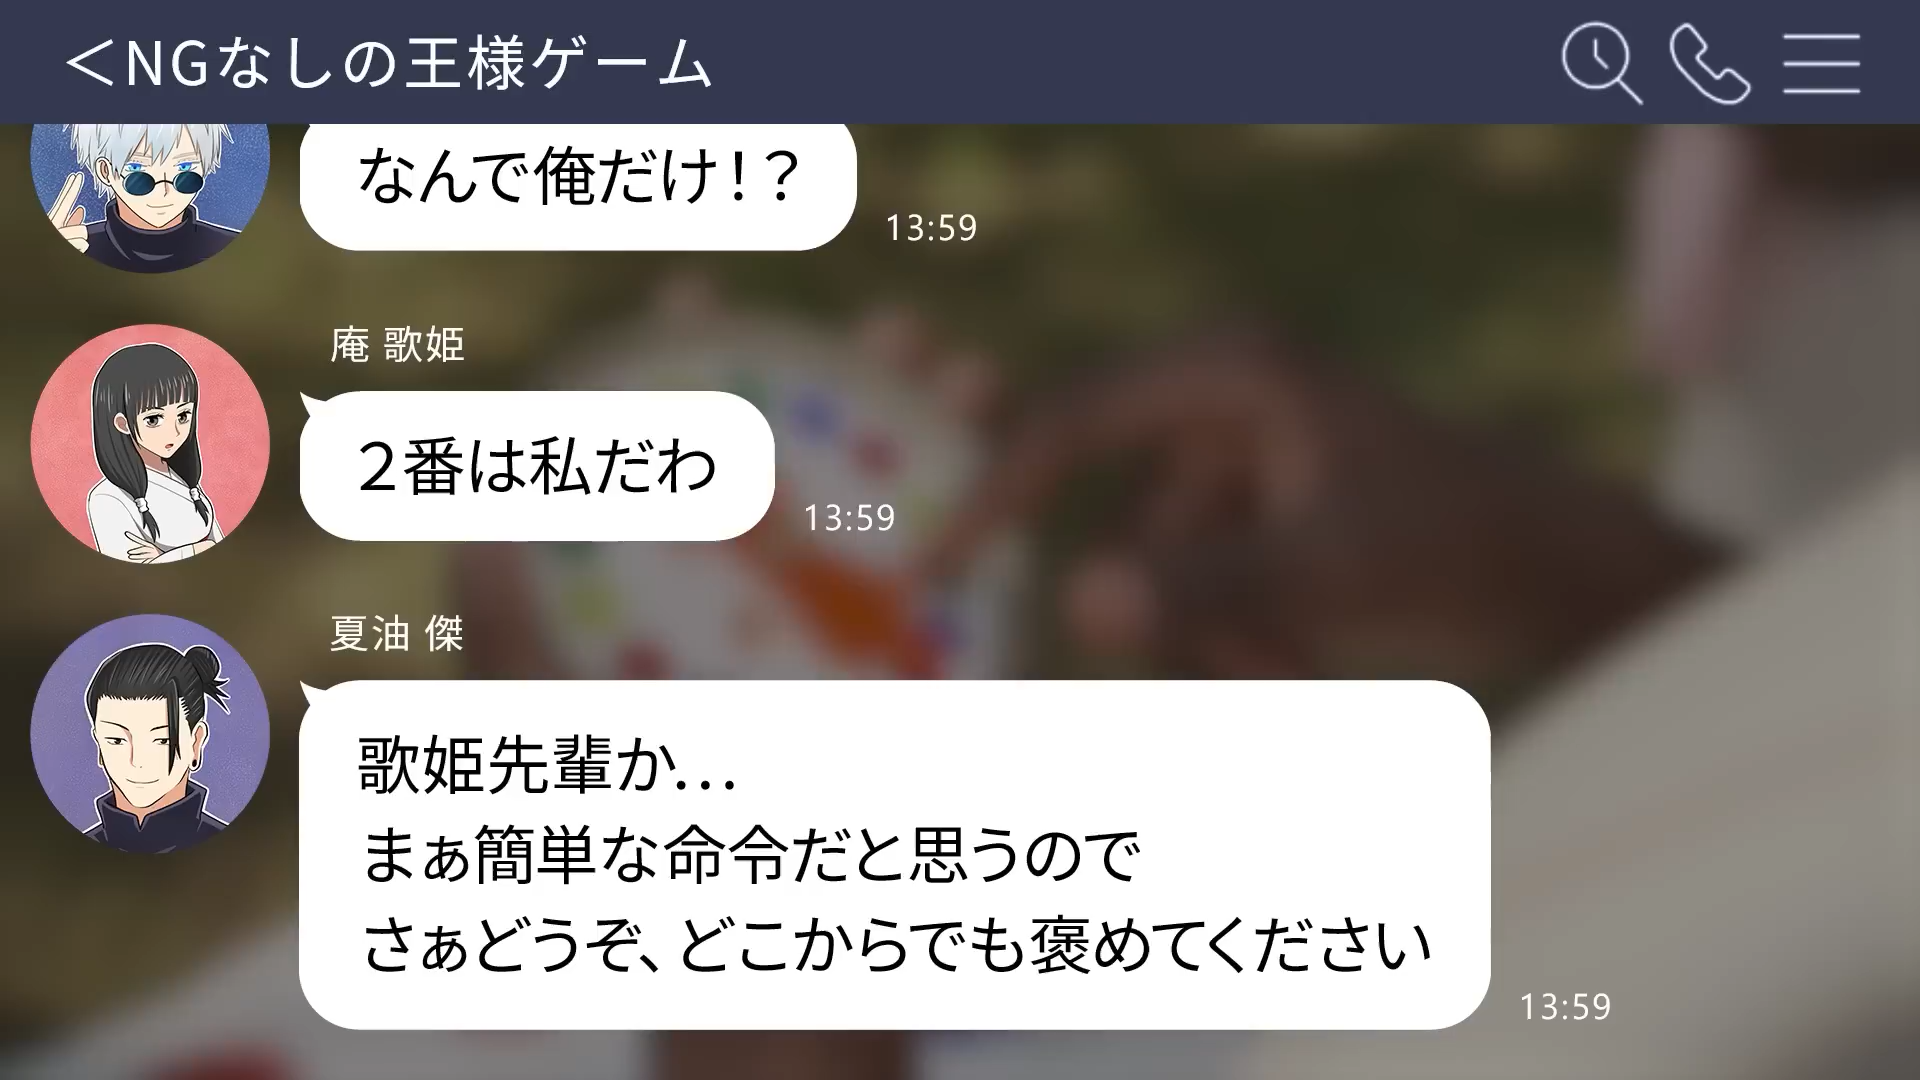 ＜NGなしの王様ゲーム
なんで俺だけ！？
13:59
庵 歌姫
２番は私だわ
13:59
夏油 傑
歌姫先輩か…
まぁ簡単な命令だと思うので
さぁどうぞ、どこからでも褒めてください
13:59